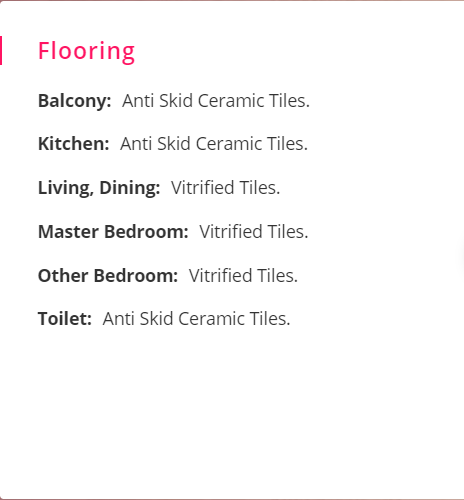 Flooring
Balcony: Anti Skid Ceramic Tiles.
Kitchen: Anti Skid Ceramic Tiles.
Living, Dining: Vitrified Tiles.
Master Bedroom: Vitrified Tiles.
Other Bedroom: Vitrified Tiles.
Toilet: Anti Skid Ceramic Tiles.